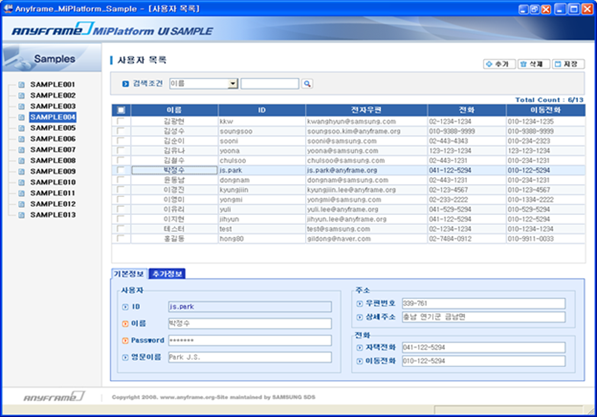 Anyframe_MiPlatform_Sample - [사용자 목록]
ANYFRAME MiPlatform UI SAMPLE
Samples
SAMPLE001
SAMPLE002
SAMPLE003
SAMPLE004
SAMPLE005
SAMPLE006
SAMPLE007
SAMPLE008
SAMPLE009
SAMPLE010
SAMPLE011
SAMPLE012
SAMPLE013
사용자 목록
추가 삭제 저장
검색조건 이름
Total Count : 6/13
이름 ID 전자우편 전화 이동전화
김광현 kkw kwanghyun@samsung.com 02-1234-1234 010-1234-1235
김성수 soungsoo soungsoo.kim@anyframe.org 010-9388-9999 010-9388-9999
김순이 sooni sooni@samsung.com 02-443-4343 010-234-2323
김유나 yoona yoona@samsung.com 123-123-1234 123-123-1234
김철수 chulsoo chulsoo@samsung.com 02-443-1231 010-234-1231
박정수 js.park js.park@anyframe.org 041-122-5294 010-122-5294
윤동남 dongnam dongnam@samsung.com 02-443-1231 010-234-1231
이경진 kyungjin kyungjin.lee@anyframe.org 02-123-4567 010-123-4567
이영미 yongmi yongmi@samsung.com 02-233-2222 010-1334-2222
이유리 yuli yuli.lee@anyframe.org 041-529-5294 010-529-5294
이지현 jihyun jihyun.lee@anyframe.org 041-122-5294 010-122-5294
테스터 test test@samsung.com 02-1234-1234 010-1234-1234
홍길동 hong80 gildong@naver.com 02-7484-0912 010-9911-0033
기본정보 추가정보
사용자
ID js.park
이름 박정수
Password *******
영문이름 Park J.S.
주소
우편번호 339-761
상세주소 충남 연기군 금남면
전화
자택전화 041-122-5294
이동전화 010-122-5294
ANYFRAME Copyright 2008. www.anyframe.org-Site maintained by SAMSUNG SDS